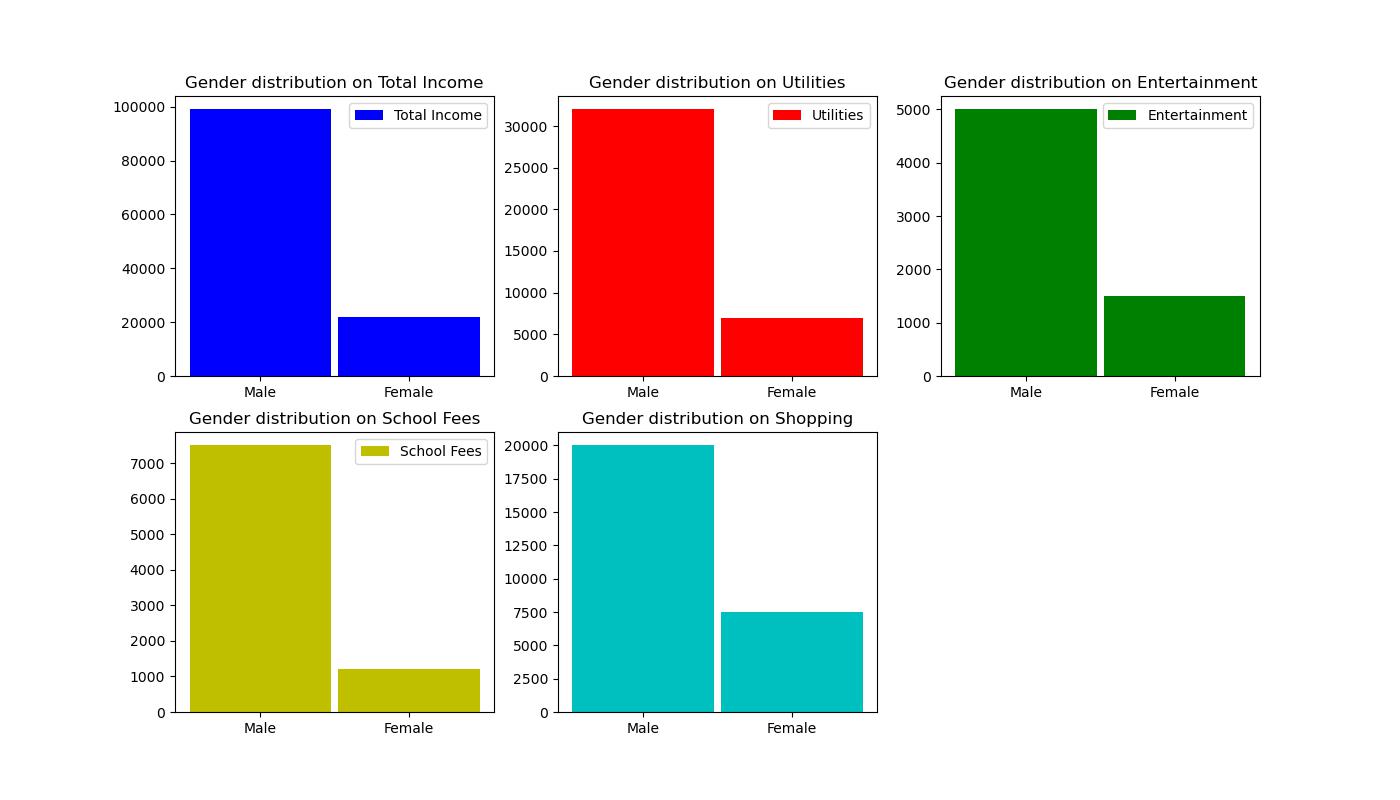 Gender distribution on Total Income
100000
80000
60000
40000
20000
0
Total Income
Male Female
Gender distribution on Utilities
30000
25000
20000
15000
10000
5000
0
Utilities
Male Female
Gender distribution on Entertainment
5000
4000
3000
2000
1000
0
Entertainment
Male Female
Gender distribution on School Fees
7000
6000
5000
4000
3000
2000
1000
0
School Fees
Male Female
Gender distribution on Shopping
20000
17500
15000
12500
10000
7500
5000
2500
0
Male Female